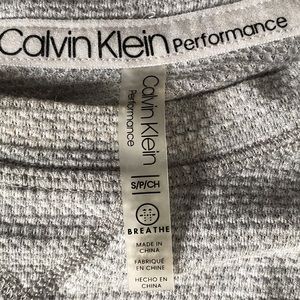 Calvin Klein Performance
Calvin Klein
Performance
S/P/CH
BREATHE
MADE IN
CHINA
FABRIQUÉ
EN CHINE
HECHO EN
CHINA